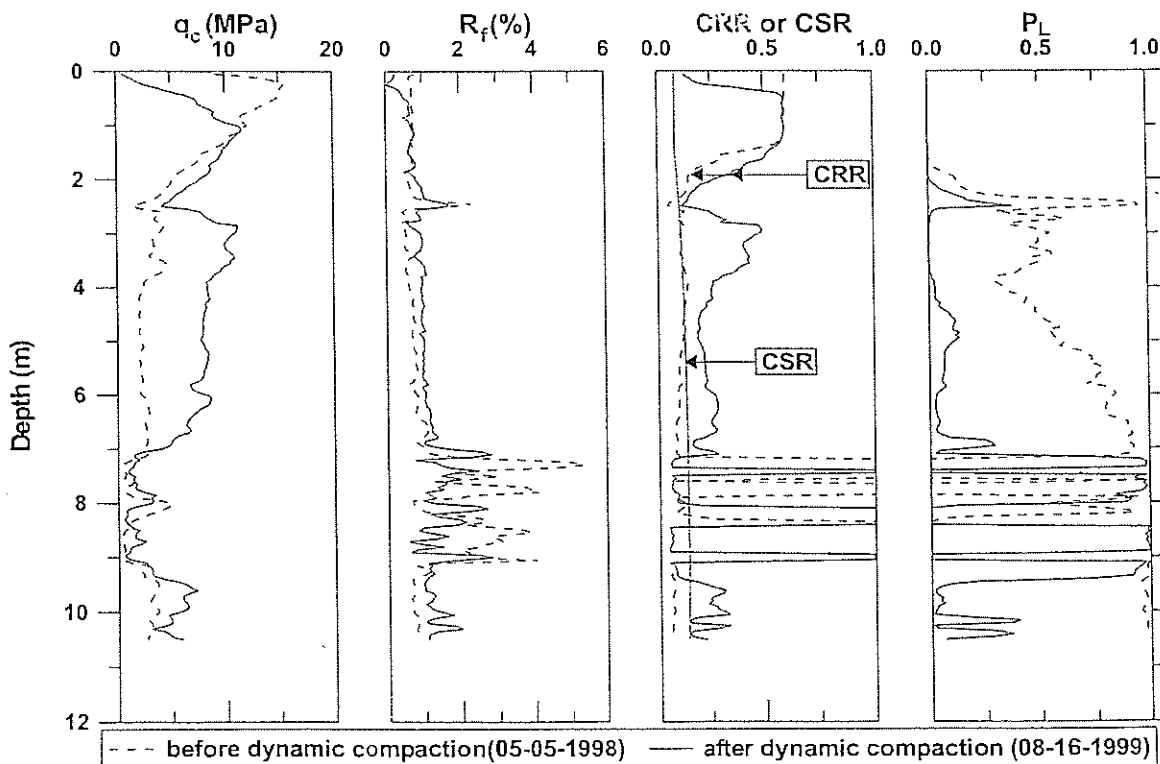 q_c (MPa) R_f(%) CRR or CSR P_L
0 10 20 0 2 4 6 0.0 0.5 1.0 0.0 0.5 1.0
0
2
4
6
8
10
12
Depth (m)
CRR
CSR
before dynamic compaction(05-05-1998) after dynamic compaction (08-16-1999)